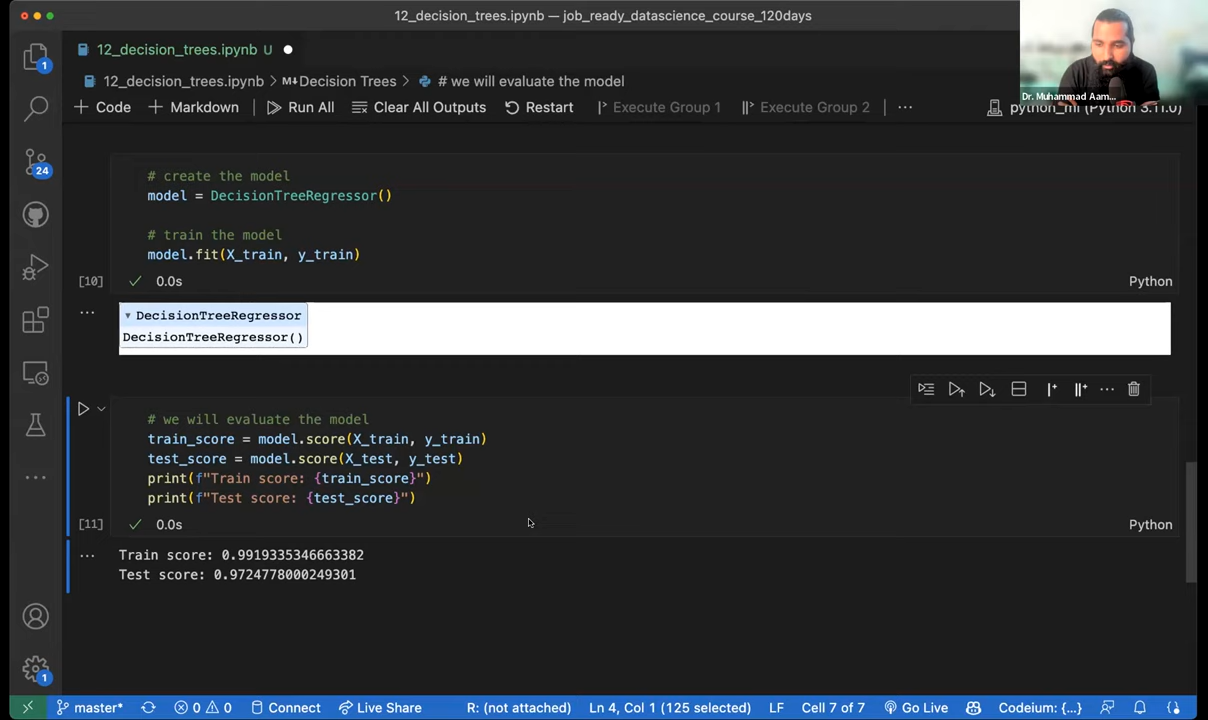 12_decision_trees.ipynb — job_ready_datascience_course_120days
12_decision_trees.ipynb U
12_decision_trees.ipynb > M↓Decision Trees > # we will evaluate the model
+ Code + Markdown Run All Clear All Outputs Restart Execute Group 1 Execute Group 2 ... python_ml (Python 3.11.0)
Dr. Muhammad Aam...
1
24
1
# create the model
model = DecisionTreeRegressor()
# train the model
model.fit(X_train, y_train)
[10] 0.0s Python
DecisionTreeRegressor
DecisionTreeRegressor()
# we will evaluate the model
train_score = model.score(X_train, y_train)
test_score = model.score(X_test, y_test)
print(f"Train score: {train_score}")
print(f"Test score: {test_score}")
[11] 0.0s Python
Train score: 0.9919335346663382
Test score: 0.9724778000249301
master* 0 0 Connect Live Share R: (not attached) Ln 4, Col 1 (125 selected) LF Cell 7 of 7 Go Live Codeium: {...}